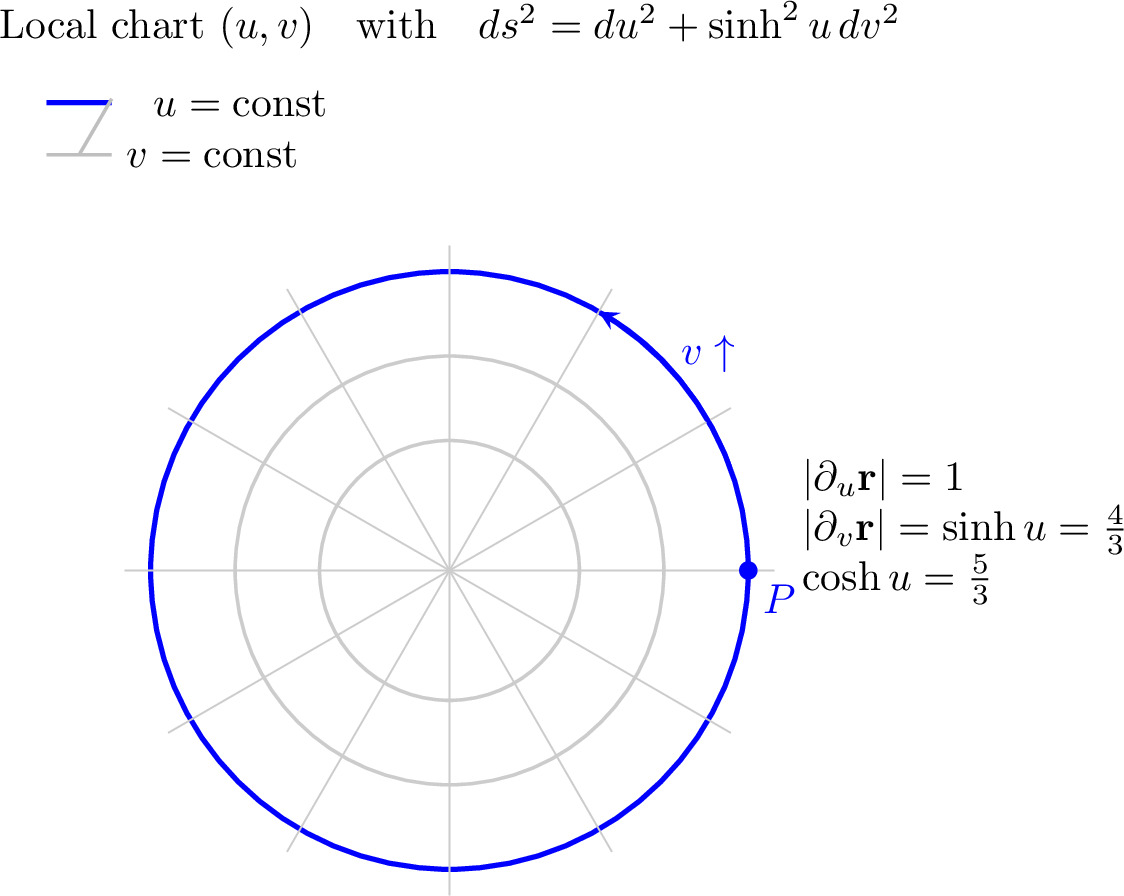 Local chart (u, v) with ds² = du² + sinh² u dv²
u = const
v = const
v ↑
|∂ᵤ𝐫| = 1
|∂ᵥ𝐫| = sinh u = 4/3
cosh u = 5/3
P